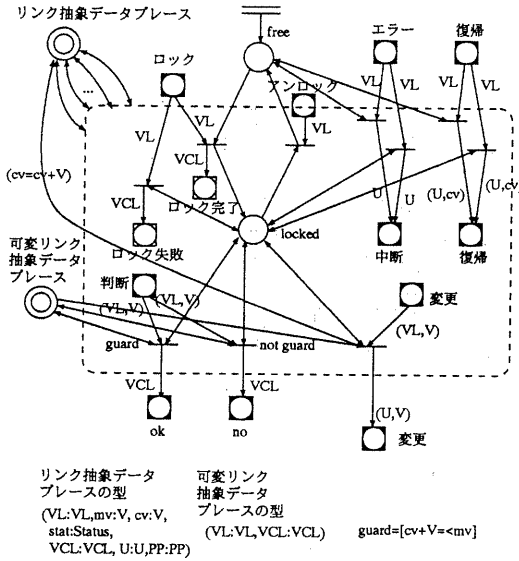 リンク抽象データプレース
free
エラー
復帰
ロック
アンロック
VL
VL
VL
VL
...
VL
VL
VL
(cv=cv+V)
VCL
VCL
ロック完了
U
U
(U,cv)
(U,cv
ロック失敗
locked
中断
復帰
可変リンク
抽象データ
プレース
判断
(VL,V)
(VL,V)
変更
(VL,V)
guard
not guard
VCL
VCL
(U,V)
ok
no
変更
リンク抽象データ
プレースの型
(VL:VL,mv:V, cv:V,
stat:Status,
VCL:VCL, U:U,PP:PP)
可変リンク
抽象データ
プレースの型
(VL:VL,VCL:VCL)
guard=[cv+V=<mv]